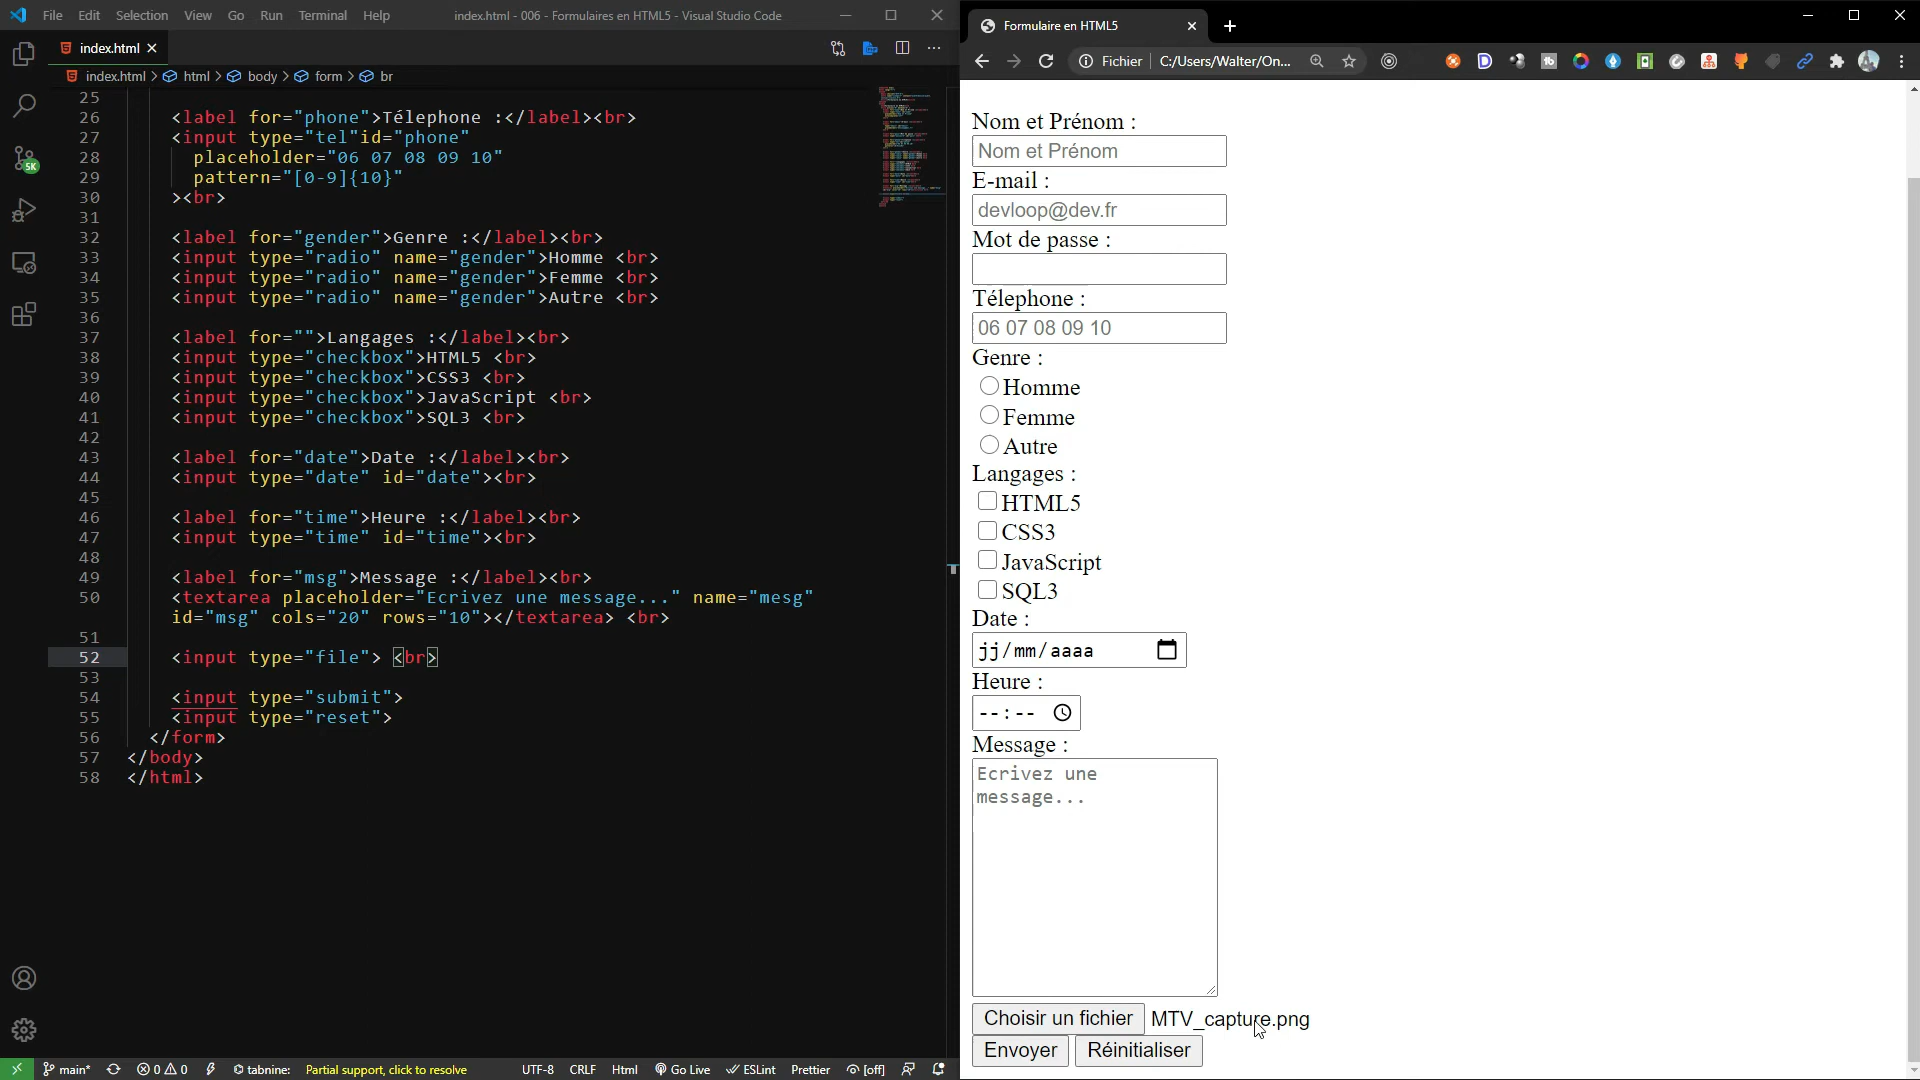 File Edit Selection View Go Run Terminal Help index.html - 006 - Formulaires en HTML5 - Visual Studio Code
index.html
index.html > html > body > form > br
25
26 <label for="phone">Télephone :</label><br>
27 <input type="tel"id="phone"
28 placeholder="06 07 08 09 10"
29 pattern="[0-9]{10}"
30 ><br>
31
32 <label for="gender">Genre :</label><br>
33 <input type="radio" name="gender">Homme <br>
34 <input type="radio" name="gender">Femme <br>
35 <input type="radio" name="gender">Autre <br>
36
37 <label for="">Langages :</label><br>
38 <input type="checkbox">HTML5 <br>
39 <input type="checkbox">CSS3 <br>
40 <input type="checkbox">JavaScript <br>
41 <input type="checkbox">SQL3 <br>
42
43 <label for="date">Date :</label><br>
44 <input type="date" id="date"><br>
45
46 <label for="time">Heure :</label><br>
47 <input type="time" id="time"><br>
48
49 <label for="msg">Message :</label><br>
50 <textarea placeholder="Ecrivez une message..." name="mesg"
id="msg" cols="20" rows="10"></textarea> <br>
51
52 <input type="file"> <br>
53
54 <input type="submit">
55 <input type="reset">
56 </form>
57 </body>
58 </html>
5K
main* 0 0 tabnine: Partial support, click to resolve UTF-8 CRLF Html Go Live ESLint Prettier [off]
Formulaire en HTML5
Fichier C:/Users/Walter/On...
Nom et Prénom :
Nom et Prénom
E-mail :
devloop@dev.fr
Mot de passe :
Télephone :
06 07 08 09 10
Genre :
Homme
Femme
Autre
Langages :
HTML5
CSS3
JavaScript
SQL3
Date :
jj/mm/aaaa
Heure :
--:--
Message :
Ecrivez une
message...
Choisir un fichier MTV_capture.png
Envoyer Réinitialiser